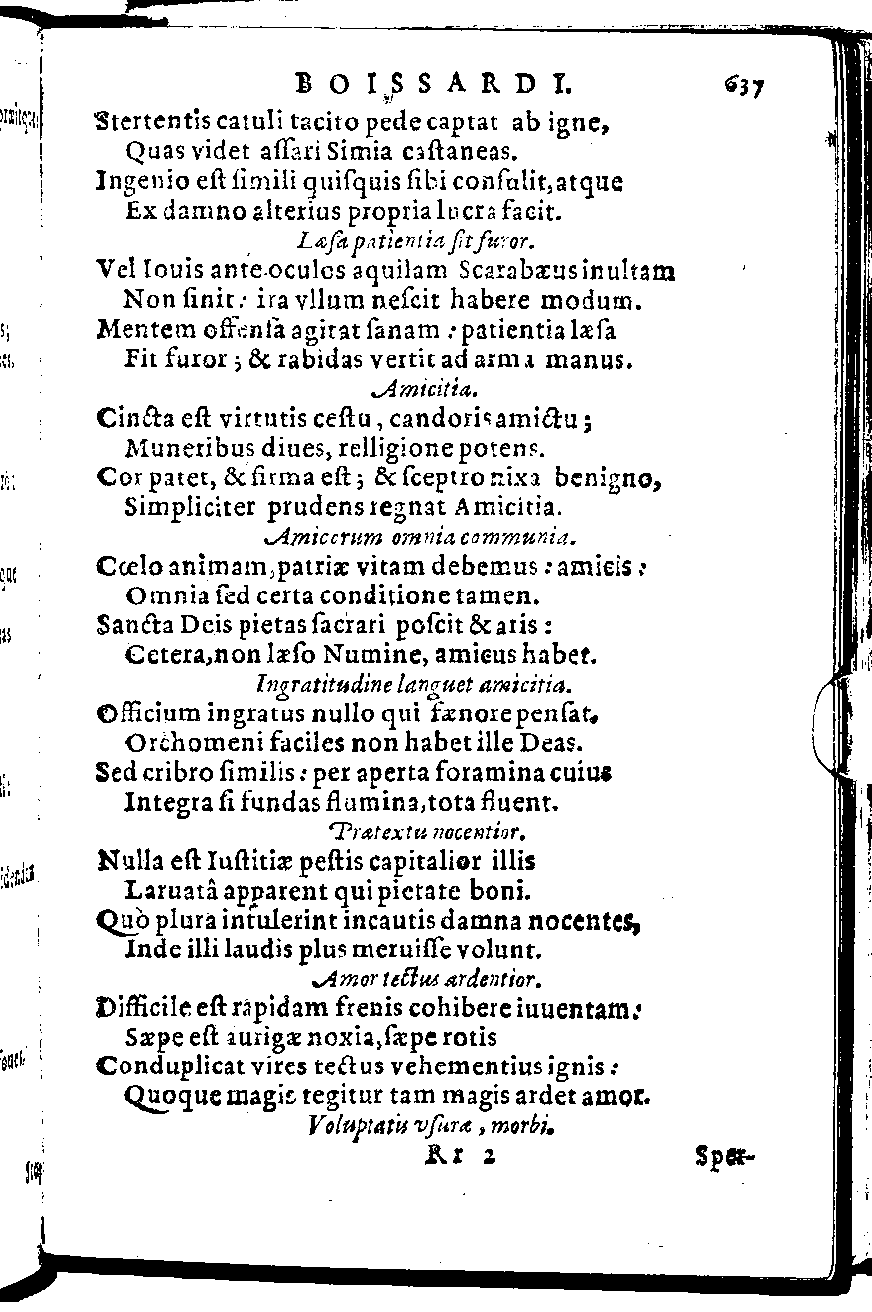 BOISSARDI. 637
Stertentis catuli tacito pede captat ab igne,
Quas videt aſſari Simia caſtaneas.
Ingenio eſt ſimili quiſquis ſibi conſulit, atque
Ex damno alterius propria lucra facit.
Læſa patientia fit furor.
Vel Iouis ante oculos aquilam Scarabæus inultam
Non ſinit: ira vllum neſcit habere modum.
Mentem offenſa agitat ſanam: patientia læſa
Fit furor; & rabidas vertit ad arma manus.
Amicitia.
Cincta eſt virtutis ceſtu, candoris amictu;
Muneribus diues, relligione potens.
Cor patet, & firma eſt; & ſceptro nixa benigno,
Simpliciter prudens regnat Amicitia.
Amicorum omnia communia.
Cœlo animam, patriæ vitam debemus: amicis:
Omnia ſed certa conditione tamen.
Sancta Deis pietas ſacrari poſcit & aris:
Cetera, non læſo Numine, amicus habet.
Ingratitudine languet amicitia.
Officium ingratus nullo qui fænore penſat,
Orchomeni faciles non habet ille Deas.
Sed cribro ſimilis: per aperta foramina cuius
Integra ſi fundas flumina, tota fluent.
Prætextu nocentior.
Nulla eſt Iuſtitiæ peſtis capitalior illis
Laruatâ apparent qui pietate boni.
Quò plura intulerint incautis damna nocentes,
Inde illi laudis plus meruiſſe volunt.
Amor tectus ardentior.
Difficile eſt rapidam frenis cohibere iuuentam:
Sæpe eſt aurigæ noxia, ſæpe rotis
Conduplicat vires tectus vehementius ignis:
Quoque magis tegitur tam magis ardet amor.
Voluptatis vſuræ, morbi.
Rr 2 Sper-